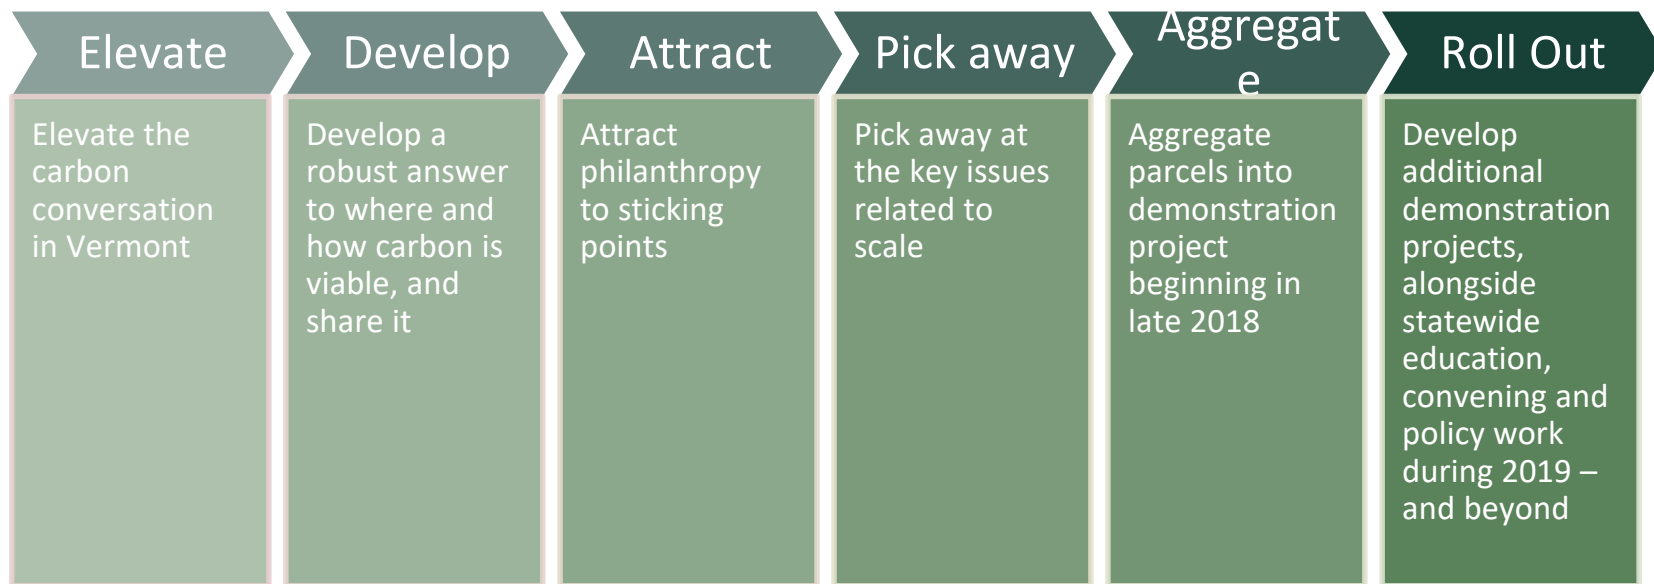 Elevate
Elevate the
carbon
conversation
in Vermont
Develop
Develop a
robust answer
to where and
how carbon is
viable, and
share it
Attract
Attract
philanthropy
to sticking
points
Pick away
Pick away at
the key issues
related to
scale
Aggregat
e
Aggregate
parcels into
demonstration
project
beginning in
late 2018
Roll Out
Develop
additional
demonstration
projects,
alongside
statewide
education,
convening and
policy work
during 2019 –
and beyond